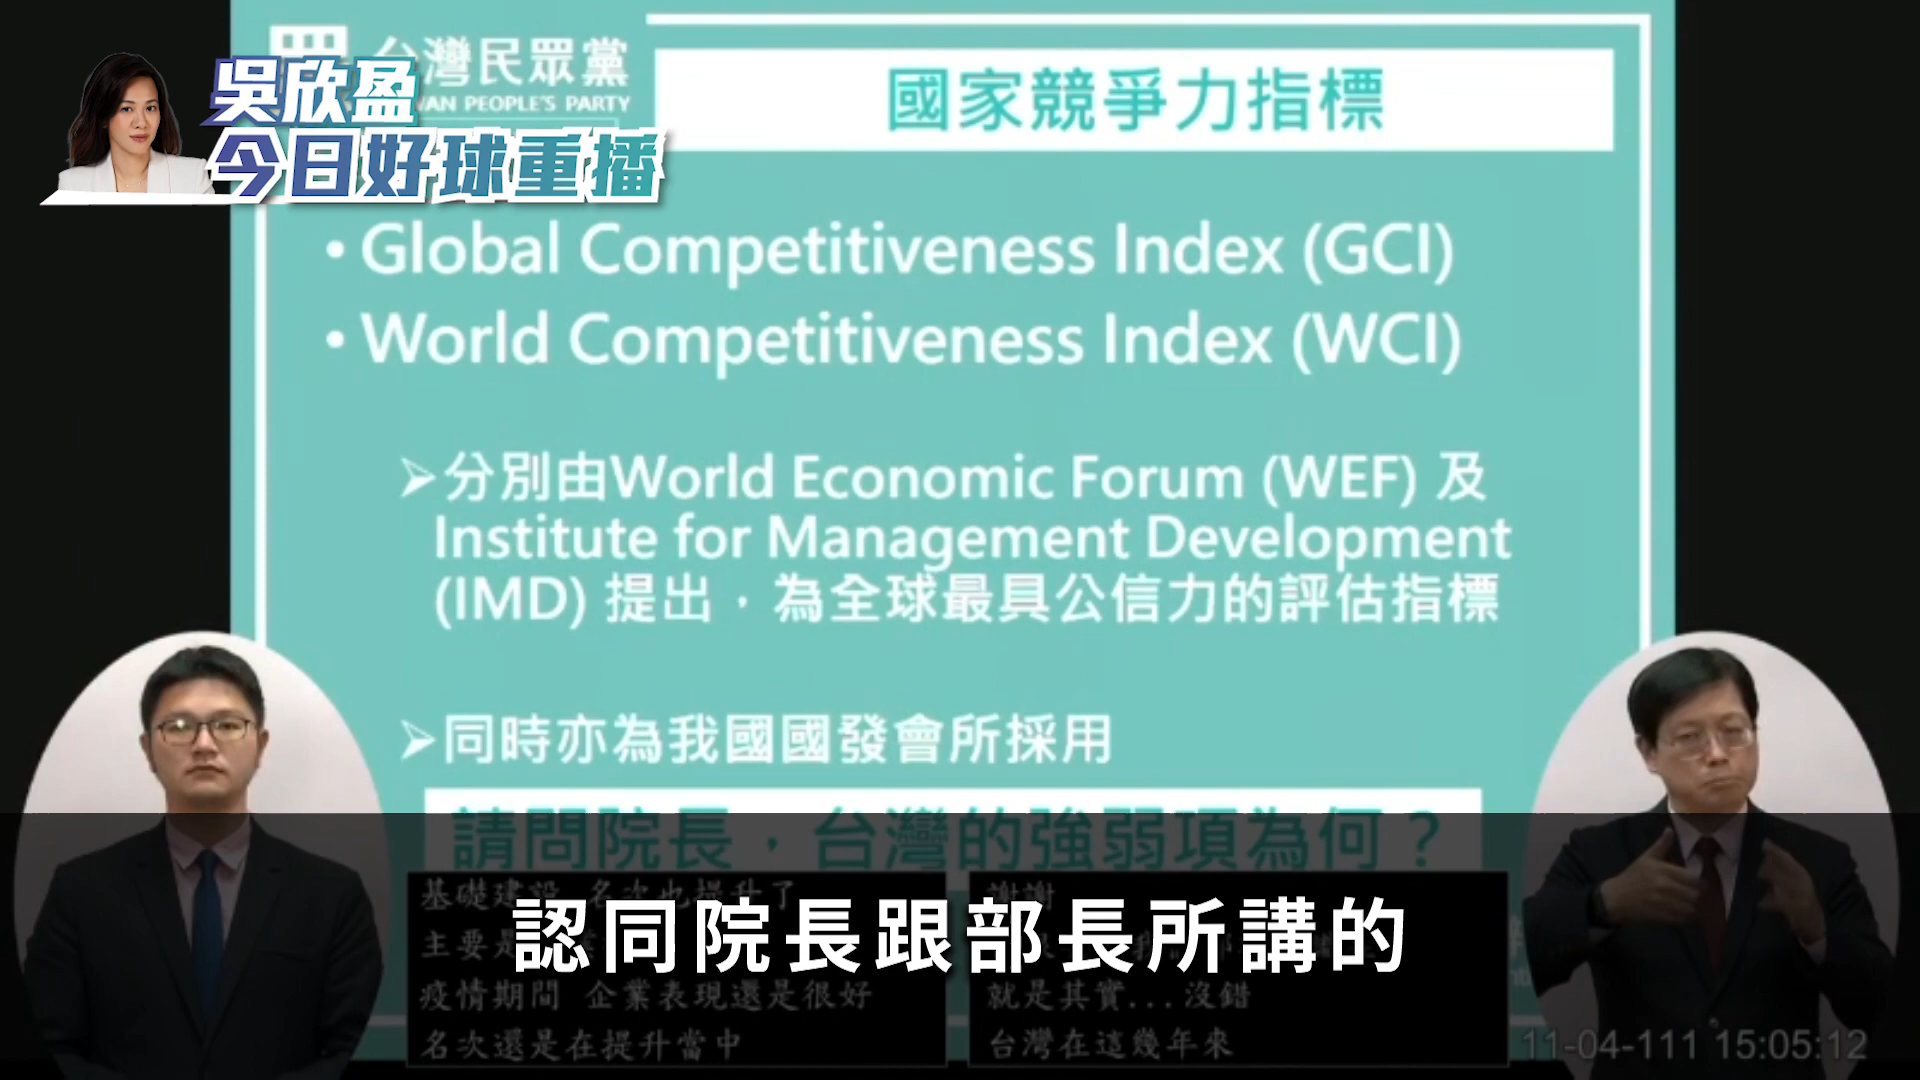 台灣民眾黨
WAN PEOPLE'S PARTY
吳欣盈
今日好球重播
國家競爭力指標
• Global Competitiveness Index (GCI)
• World Competitiveness Index (WCI)
➢分別由World Economic Forum (WEF) 及
Institute for Management Development
(IMD) 提出，為全球最具公信力的評估指標
➢同時亦為我國國發會所採用
請問院長，台灣的強弱項為何？
基礎建設 名次也提升了
主要是
疫情期間 企業表現還是很好
名次還是在提升當中
謝謝
就是其實...沒錯
台灣在這幾年來
認同院長跟部長所講的
11-04-111 15:05:12